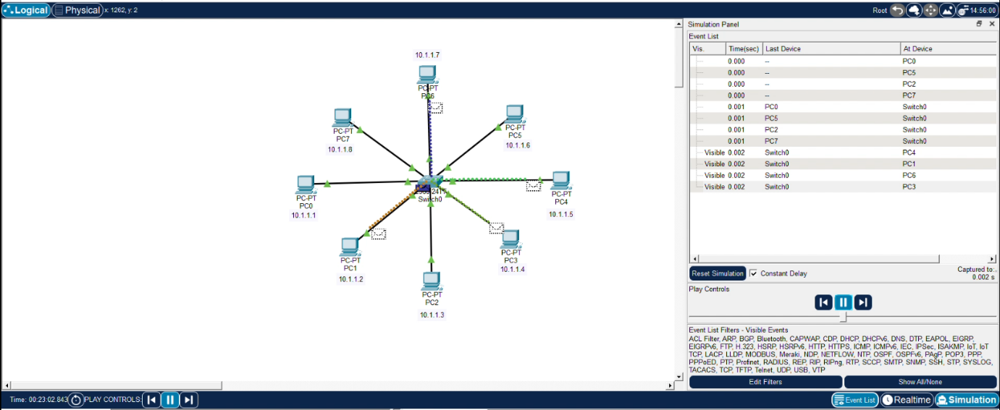 Logical Physical x: 1262, y: 2
Root 14:56:00
10.1.1.7
PC-PT
PC6
PC-PT
PC7
10.1.1.8
PC-PT
PC5
10.1.1.6
PC-PT
PC0
10.1.1.1
Switch0
PC-PT
PC4
10.1.1.5
PC-PT
PC1
10.1.1.2
PC-PT
PC3
10.1.1.4
PC-PT
PC2
10.1.1.3
Simulation Panel
Event List
Vis. Time(sec) Last Device At Device
0.000 -- PC0
0.000 -- PC5
0.000 -- PC2
0.000 -- PC7
0.001 PC0 Switch0
0.001 PC5 Switch0
0.001 PC2 Switch0
0.001 PC7 Switch0
Visible 0.002 Switch0 PC4
Visible 0.002 Switch0 PC1
Visible 0.002 Switch0 PC6
Visible 0.002 Switch0 PC3
Reset Simulation Constant Delay Captured to:
0.002 s
Play Controls
Event List Filters - Visible Events
ACL Filter, ARP, BGP, Bluetooth, CAPWAP, CDP, DHCP, DHCPv6, DNS, DTP, EAPOL, EIGRP,
EIGRPv6, FTP, H.323, HSRP, HSRPv6, HTTP, HTTPS, ICMP, ICMPv6, IEC, IPSec, ISAKMP, IoT, IoT
TCP, LACP, LLDP, MODBUS, Meraki, NDP, NETFLOW, NTP, OSPF, OSPFv6, PAgP, POP3, PPP,
PPPoED, PTP, Profinet, RADIUS, REP, RIP, RIPng, RTP, SCCP, SMTP, SNMP, SSH, STP, SYSLOG,
TACACS, TCP, TFTP, Telnet, UDP, USB, VTP
Edit Filters Show All/None
Time: 00:23:02.843 PLAY CONTROLS: Event List Realtime Simulation